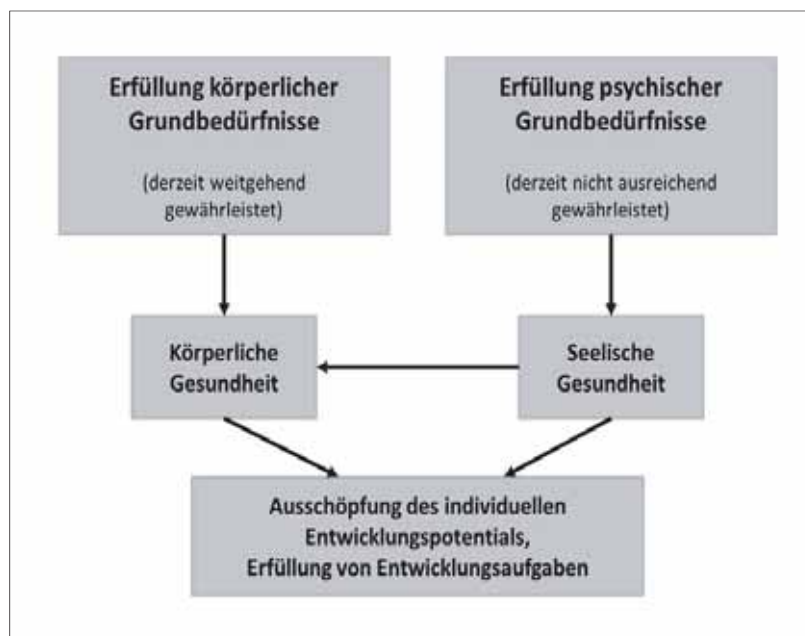 Erfüllung körperlicher
Grundbedürfnisse
(derzeit weitgehend
gewährleistet)
Erfüllung psychischer
Grundbedürfnisse
(derzeit nicht ausreichend
gewährleistet)
Körperliche
Gesundheit
Seelische
Gesundheit
Ausschöpfung des individuellen
Entwicklungspotentials,
Erfüllung von Entwicklungsaufgaben